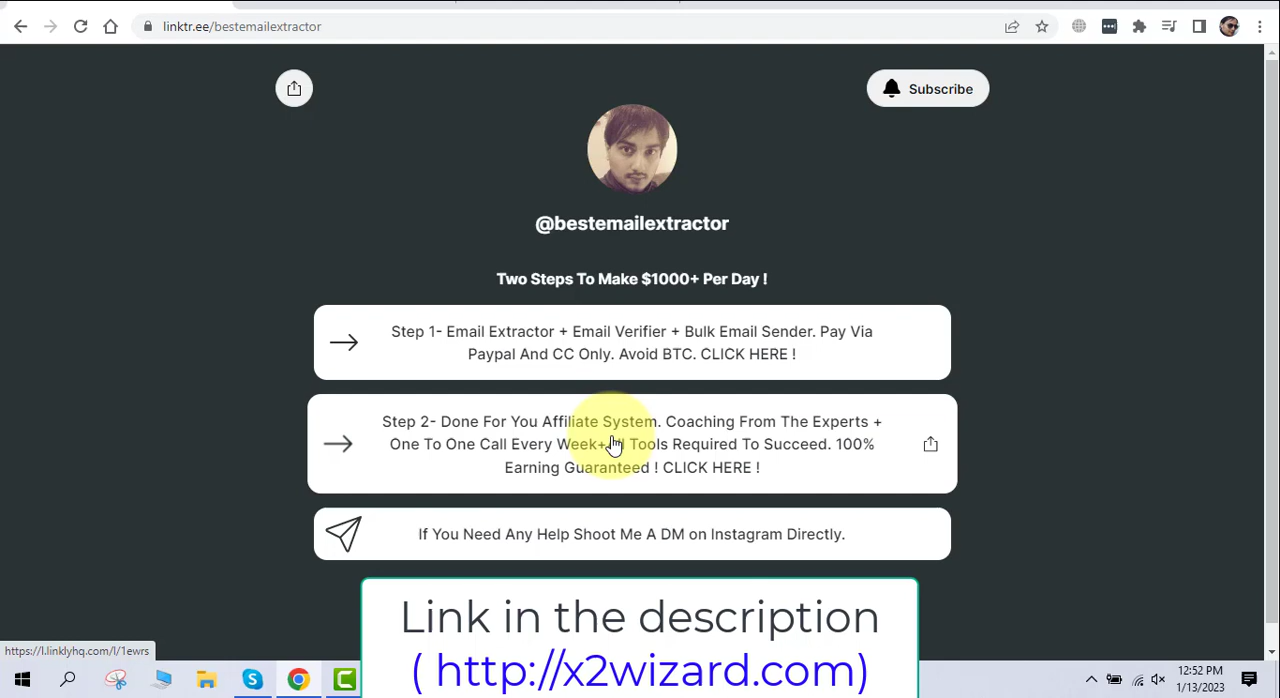 linktr.ee/bestemailextractor
Subscribe
@bestemailextractor
Two Steps To Make $1000+ Per Day !
Step 1- Email Extractor + Email Verifier + Bulk Email Sender. Pay Via
Paypal And CC Only. Avoid BTC. CLICK HERE !
Step 2- Done For You Affiliate System. Coaching From The Experts +
One To One Call Every Week+ Tools Required To Succeed. 100%
Earning Guaranteed ! CLICK HERE !
If You Need Any Help Shoot Me A DM on Instagram Directly.
Link in the description
( http://x2wizard.com)
https://l.linklyhq.com/l/1ewrs
12:52 PM
1/13/2023